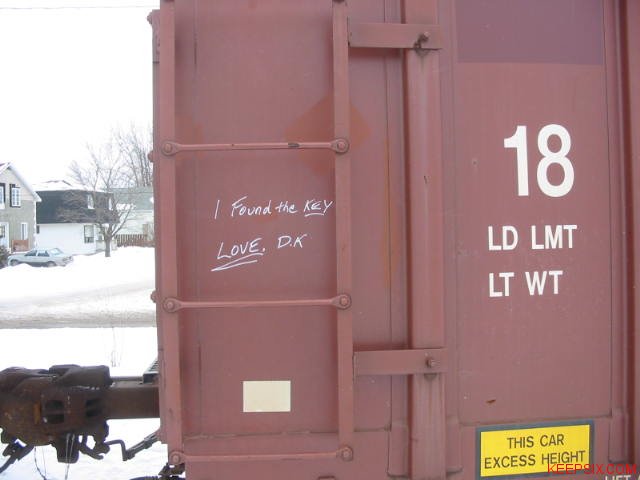 I Found the KEY
LOVE. D.K
18
LD LMT
LT WT
THIS CAR
EXCESS HEIGHT
KEEPSIX.COM